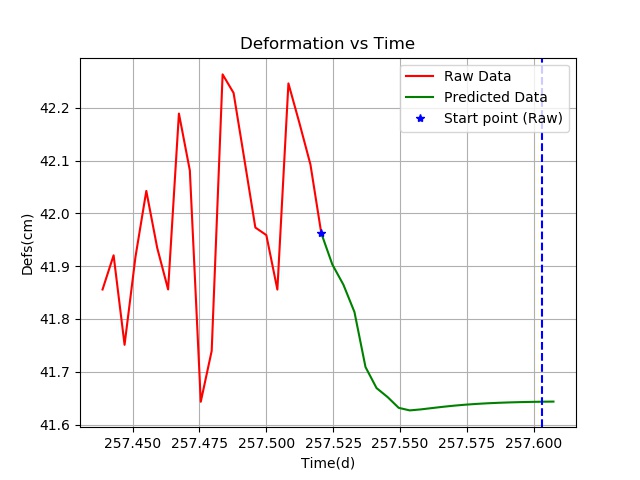 Deformation vs Time
Raw Data
Predicted Data
Start point (Raw)
Defs(cm)
42.2
42.1
42.0
41.9
41.8
41.7
41.6
257.450 257.475 257.500 257.525 257.550 257.575 257.600
Time(d)